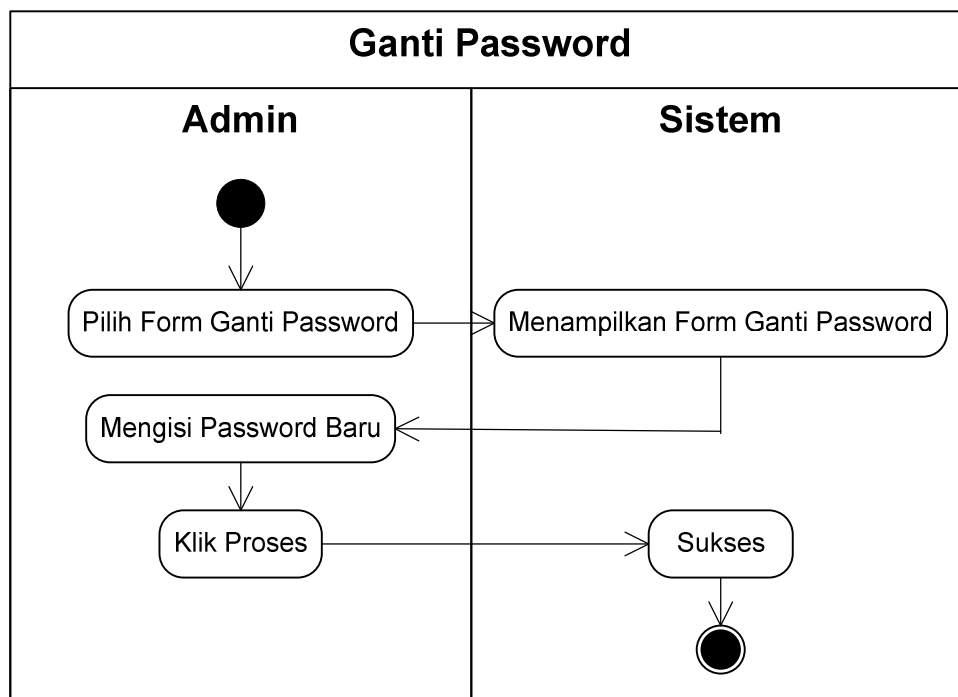 Ganti Password
Admin
Sistem
Pilih Form Ganti Password
Menampilkan Form Ganti Password
Mengisi Password Baru
Klik Proses
Sukses